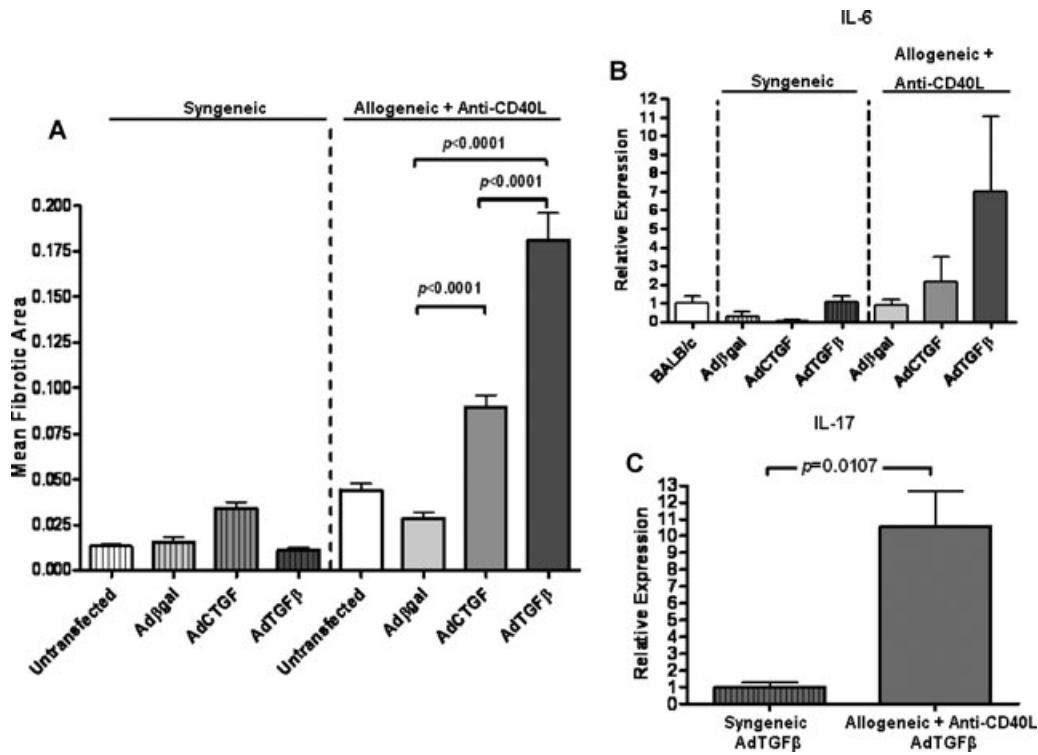 A
Syngeneic
Allogeneic + Anti-CD40L
p<0.0001
p<0.0001
p<0.0001
Mean Fibrotic Area
0.200
0.175
0.150
0.125
0.100
0.075
0.050
0.025
0.000
Untransfected
Adβgal
AdCTGF
AdTGFβ
Untransfected
Adβgal
AdCTGF
AdTGFβ
IL-6
B
Syngeneic
Allogeneic +
Anti-CD40L
Relative Expression
12
11
10
9
8
7
6
5
4
3
2
1
0
BALB/c
Adβgal
AdCTGF
AdTGFβ
Adβgal
AdCTGF
AdTGFβ
IL-17
C
p=0.0107
Relative Expression
13
12
11
10
9
8
7
6
5
4
3
2
1
0
Syngeneic
AdTGFβ
Allogeneic + Anti-CD40L
AdTGFβ